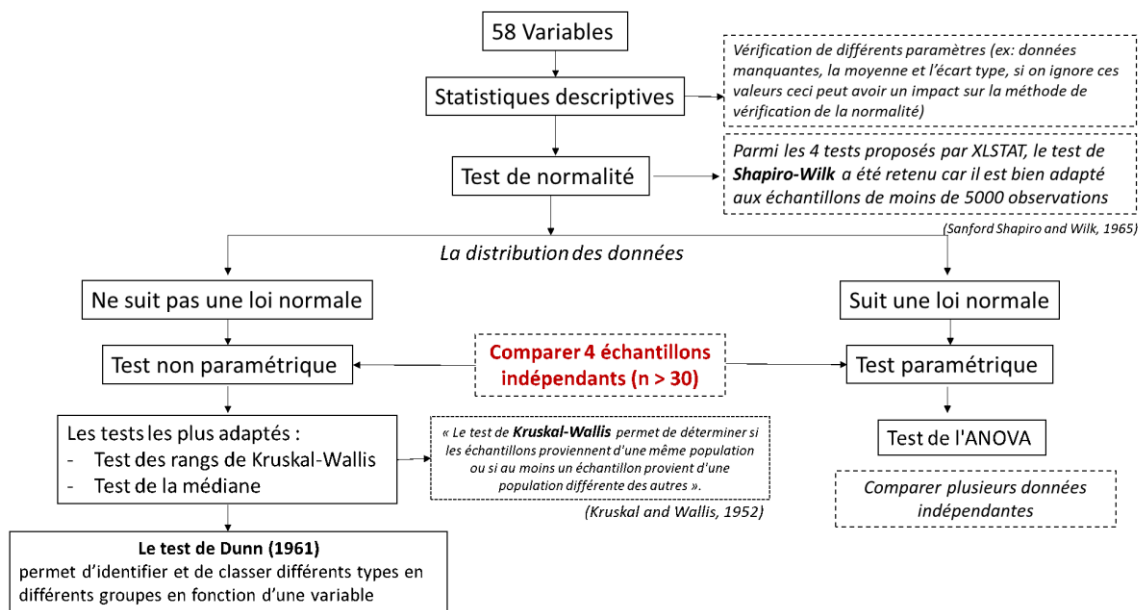 58 Variables
Vérification de différents paramètres (ex: données
manquantes, la moyenne et l'écart type, si on ignore ces
valeurs ceci peut avoir un impact sur la méthode de
vérification de la normalité)
Statistiques descriptives
Parmi les 4 tests proposés par XLSTAT, le test de
Shapiro-Wilk a été retenu car il est bien adapté
aux échantillons de moins de 5000 observations
Test de normalité
(Sanford Shapiro and Wilk, 1965)
La distribution des données
Ne suit pas une loi normale
Suit une loi normale
Test non paramétrique
Comparer 4 échantillons
indépendants (n > 30)
Test paramétrique
Les tests les plus adaptés :
- Test des rangs de Kruskal-Wallis
- Test de la médiane
« Le test de Kruskal-Wallis permet de déterminer si
les échantillons proviennent d'une même population
ou si au moins un échantillon provient d'une
population différente des autres ».
(Kruskal and Wallis, 1952)
Test de l'ANOVA
Comparer plusieurs données
indépendantes
Le test de Dunn (1961)
permet d'identifier et de classer différents types en
différents groupes en fonction d'une variable